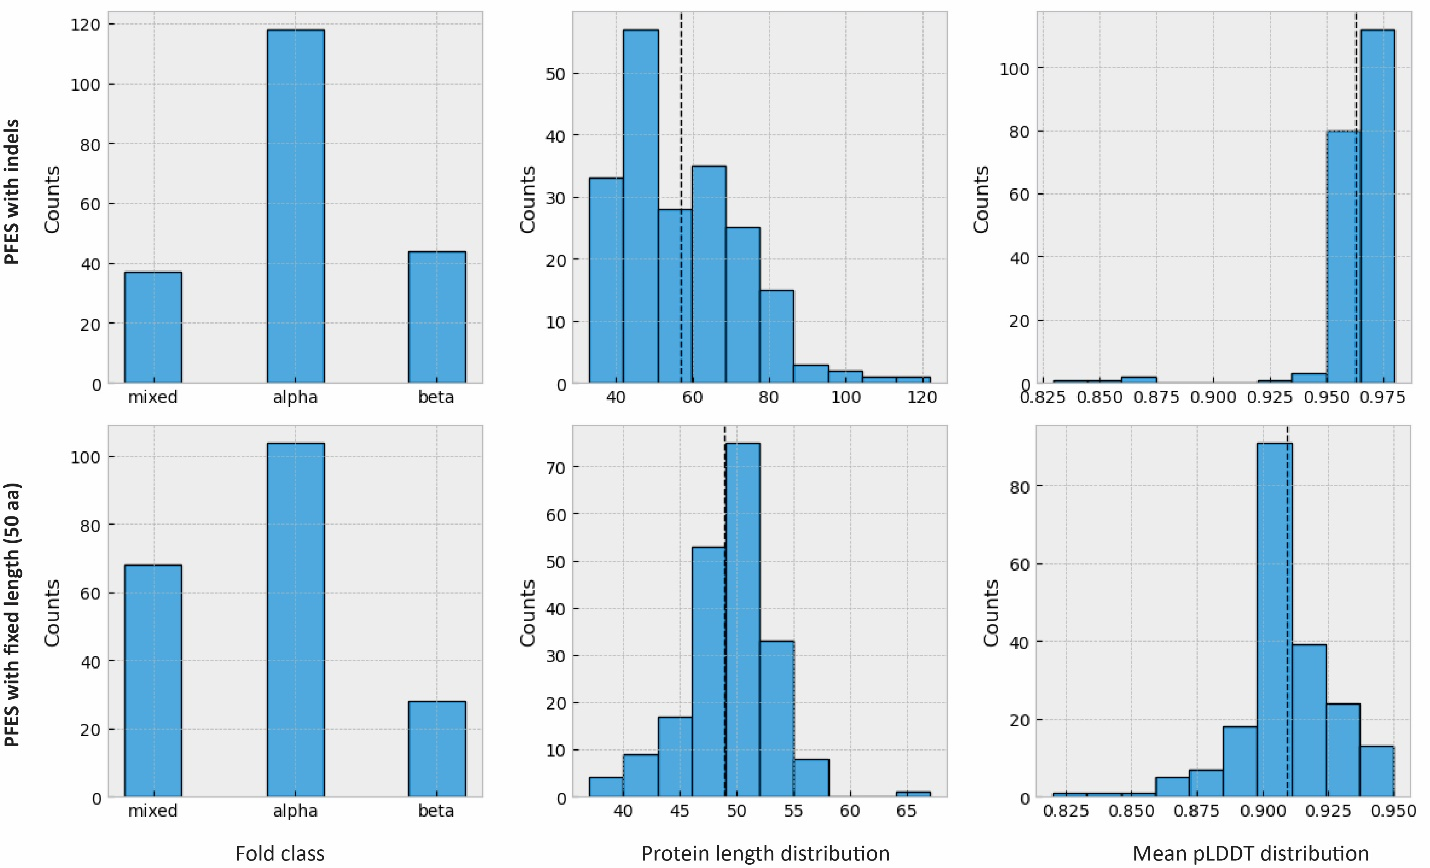 PFES with indels
Counts
120
100
80
60
40
20
0
mixed alpha beta
Counts
50
40
30
20
10
0
40 60 80 100 120
Counts
100
80
60
40
20
0
0.825 0.850 0.875 0.900 0.925 0.950 0.975
PFES with fixed length (50 aa)
Counts
100
80
60
40
20
0
mixed alpha beta
Fold class
Counts
70
60
50
40
30
20
10
0
40 45 50 55 60 65
Protein length distribution
Counts
80
60
40
20
0
0.825 0.850 0.875 0.900 0.925 0.950
Mean pLDDT distribution